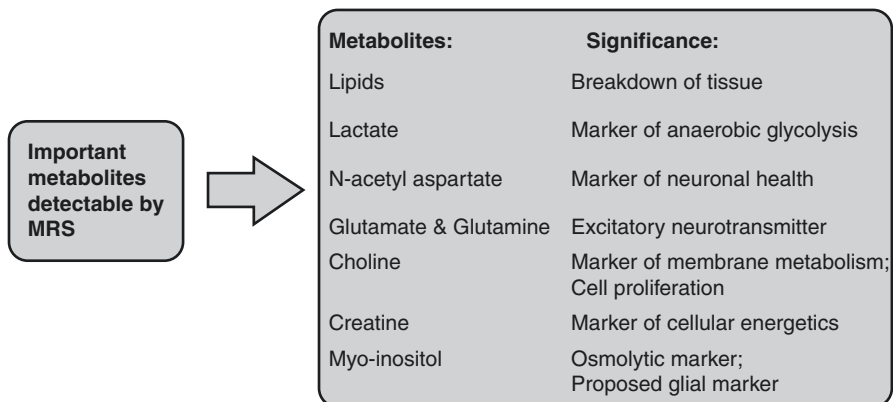 Important
metabolites
detectable by
MRS
Metabolites: Significance:
Lipids Breakdown of tissue
Lactate Marker of anaerobic glycolysis
N-acetyl aspartate Marker of neuronal health
Glutamate & Glutamine Excitatory neurotransmitter
Choline Marker of membrane metabolism;
Cell proliferation
Creatine Marker of cellular energetics
Myo-inositol Osmolytic marker;
Proposed glial marker